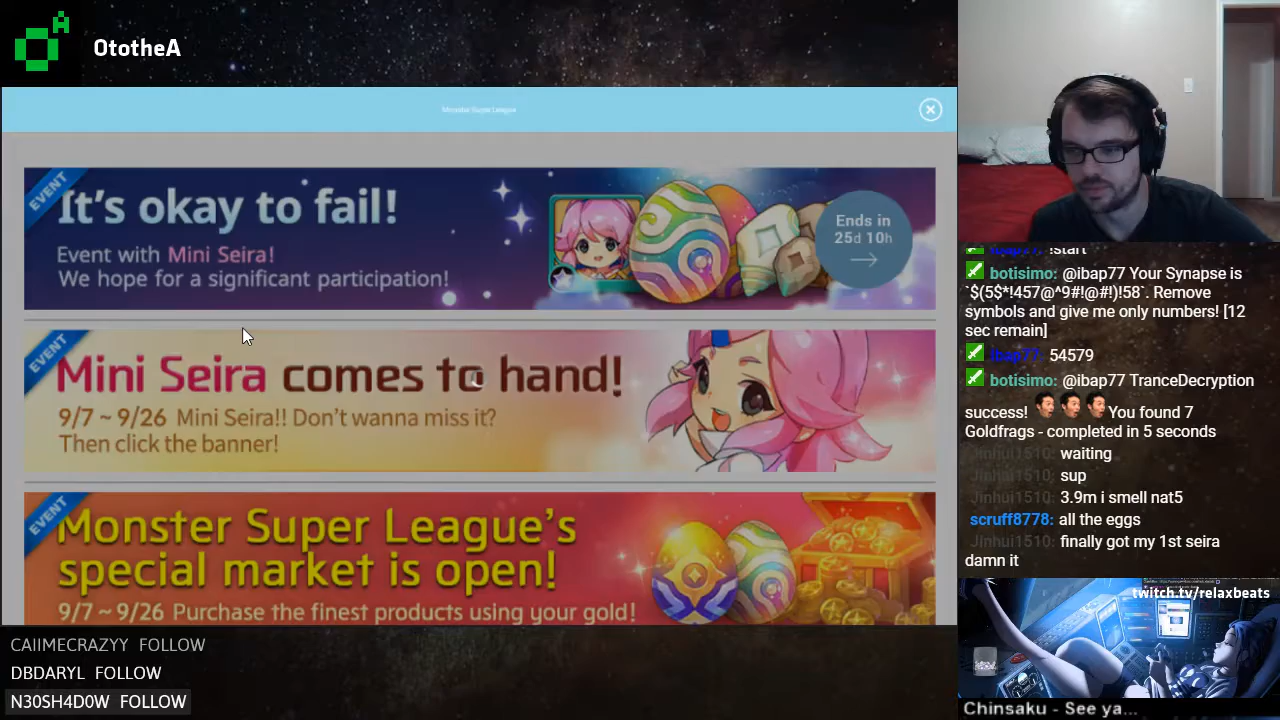 A
OtotheA
Monster Super League
EVENT
It's okay to fail!
Event with Mini Seira!
We hope for a significant participation!
Ends in
25d 10h
EVENT
Mini Seira comes to hand!
9/7 ~ 9/26 Mini Seira!! Don't wanna miss it?
Then click the banner!
EVENT
Monster Super League's
special market is open!
9/7 ~ 9/26 Purchase the finest products using your gold!
CAIIMECRAZYY FOLLOW
DBDARYL FOLLOW
N30SH4D0W FOLLOW
ibap77: !start
botisimo: @ibap77 Your Synapse is
`$(5$*!457@^9#!@#!)!58`. Remove
symbols and give me only numbers! [12
sec remain]
ibap77: 54579
botisimo: @ibap77 TranceDecryption
success! You found 7
Goldfrags - completed in 5 seconds
Jinhui1510: waiting
Jinhui1510: sup
Jinhui1510: 3.9m i smell nat5
scruff8778: all the eggs
Jinhui1510: finally got my 1st seira
damn it
twitch.tv/relaxbeats
Chinsaku - See ya...